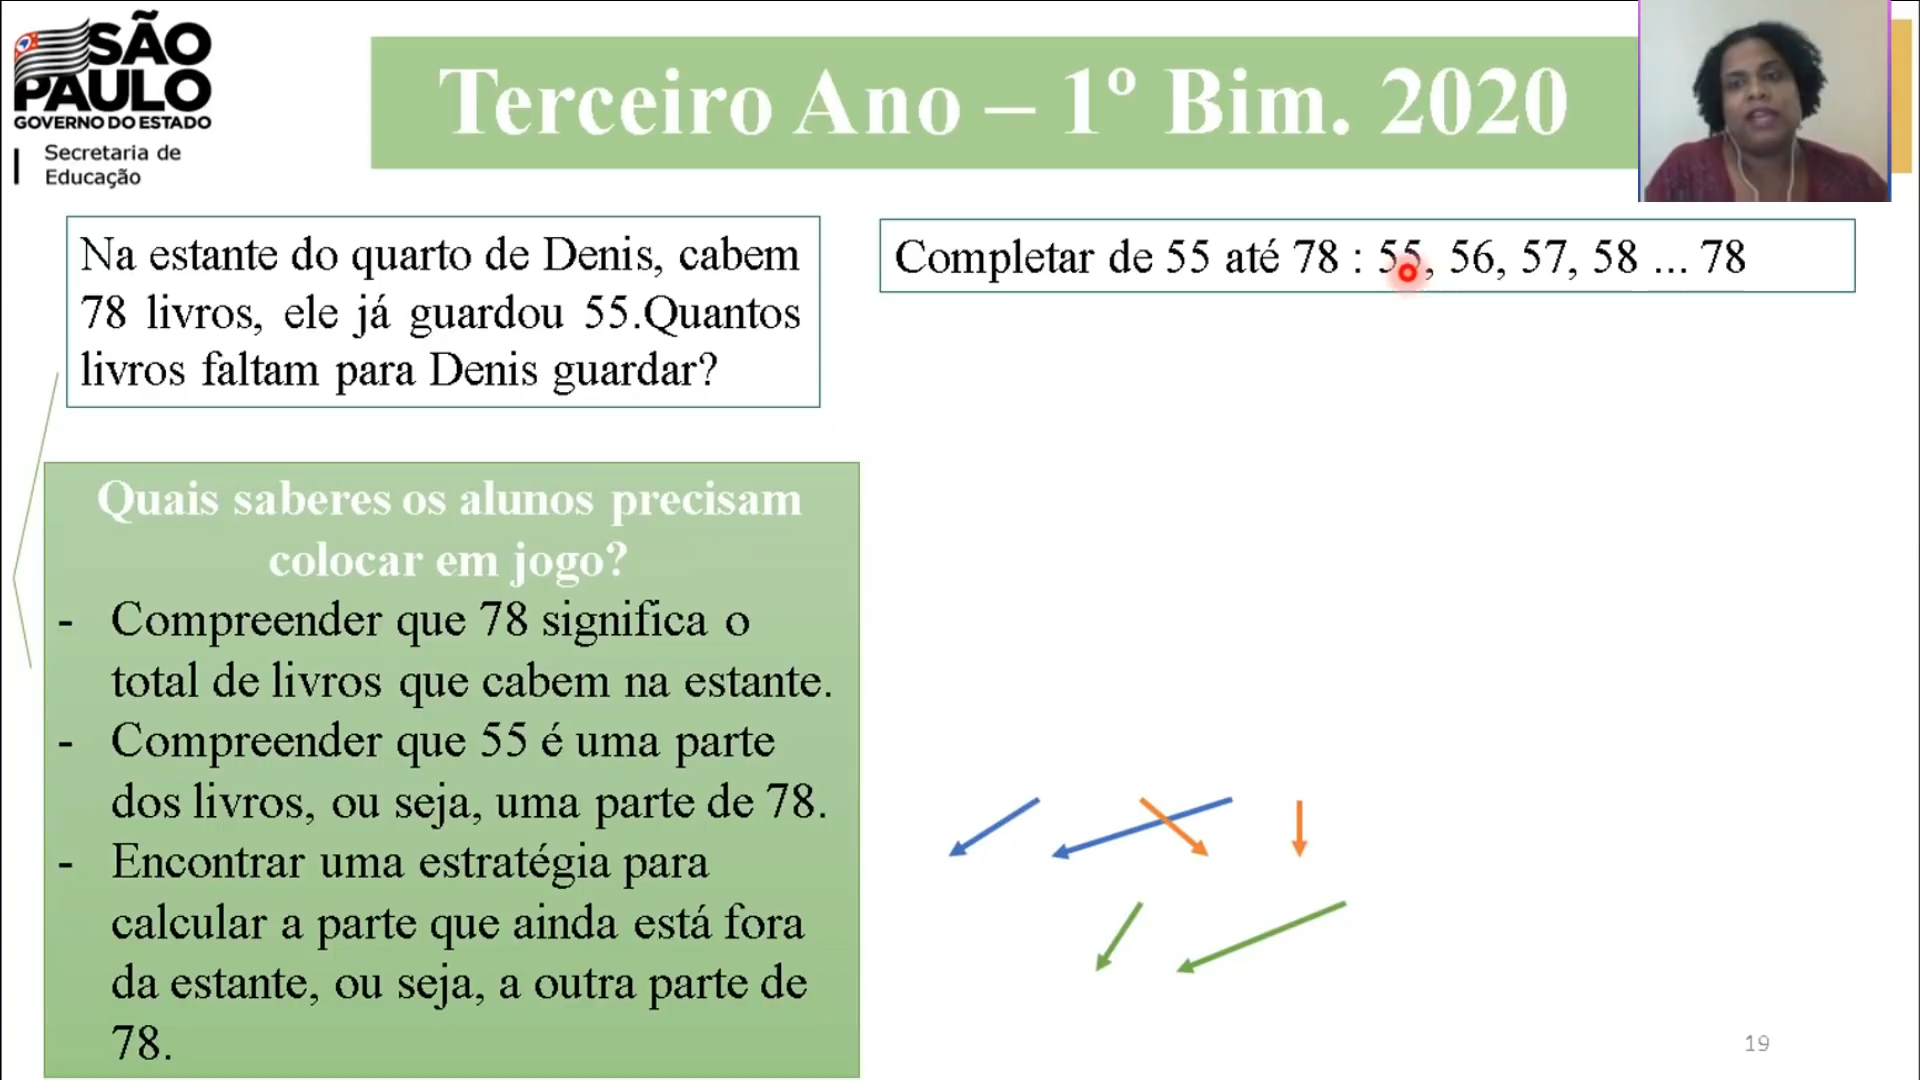 SÃO
PAULO
GOVERNO DO ESTADO
Secretaria de
Educação
Terceiro Ano – 1º Bim. 2020
Na estante do quarto de Denis, cabem
78 livros, ele já guardou 55.Quantos
livros faltam para Denis guardar?
Completar de 55 até 78 : 55, 56, 57, 58 ... 78
Quais saberes os alunos precisam
colocar em jogo?
- Compreender que 78 significa o
total de livros que cabem na estante.
- Compreender que 55 é uma parte
dos livros, ou seja, uma parte de 78.
- Encontrar uma estratégia para
calcular a parte que ainda está fora
da estante, ou seja, a outra parte de
78.
19